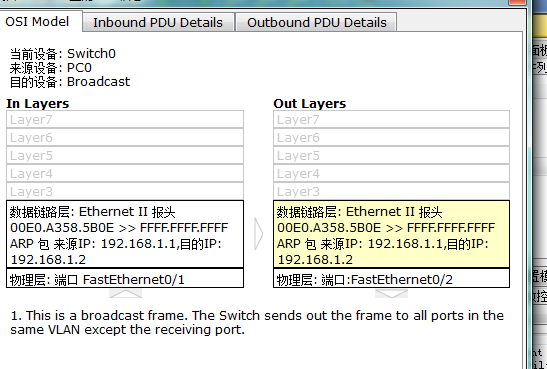 OSI Model
Inbound PDU Details
Outbound PDU Details
当前设备: Switch0
来源设备: PC0
目的设备: Broadcast
In Layers
Layer7
Layer6
Layer5
Layer4
Layer3
数据链路层: Ethernet II 报头
00E0.A358.5B0E >> FFFF.FFFF.FFFF
ARP 包 来源IP: 192.168.1.1,目的IP:
192.168.1.2
物理层: 端口 FastEthernet0/1
Out Layers
Layer7
Layer6
Layer5
Layer4
Layer3
数据链路层: Ethernet II 报头
00E0.A358.5B0E >> FFFF.FFFF.FFFF
ARP 包 来源IP: 192.168.1.1,目的IP:
192.168.1.2
物理层: 端口:FastEthernet0/2
1. This is a broadcast frame. The Switch sends out the frame to all ports in the
same VLAN except the receiving port.